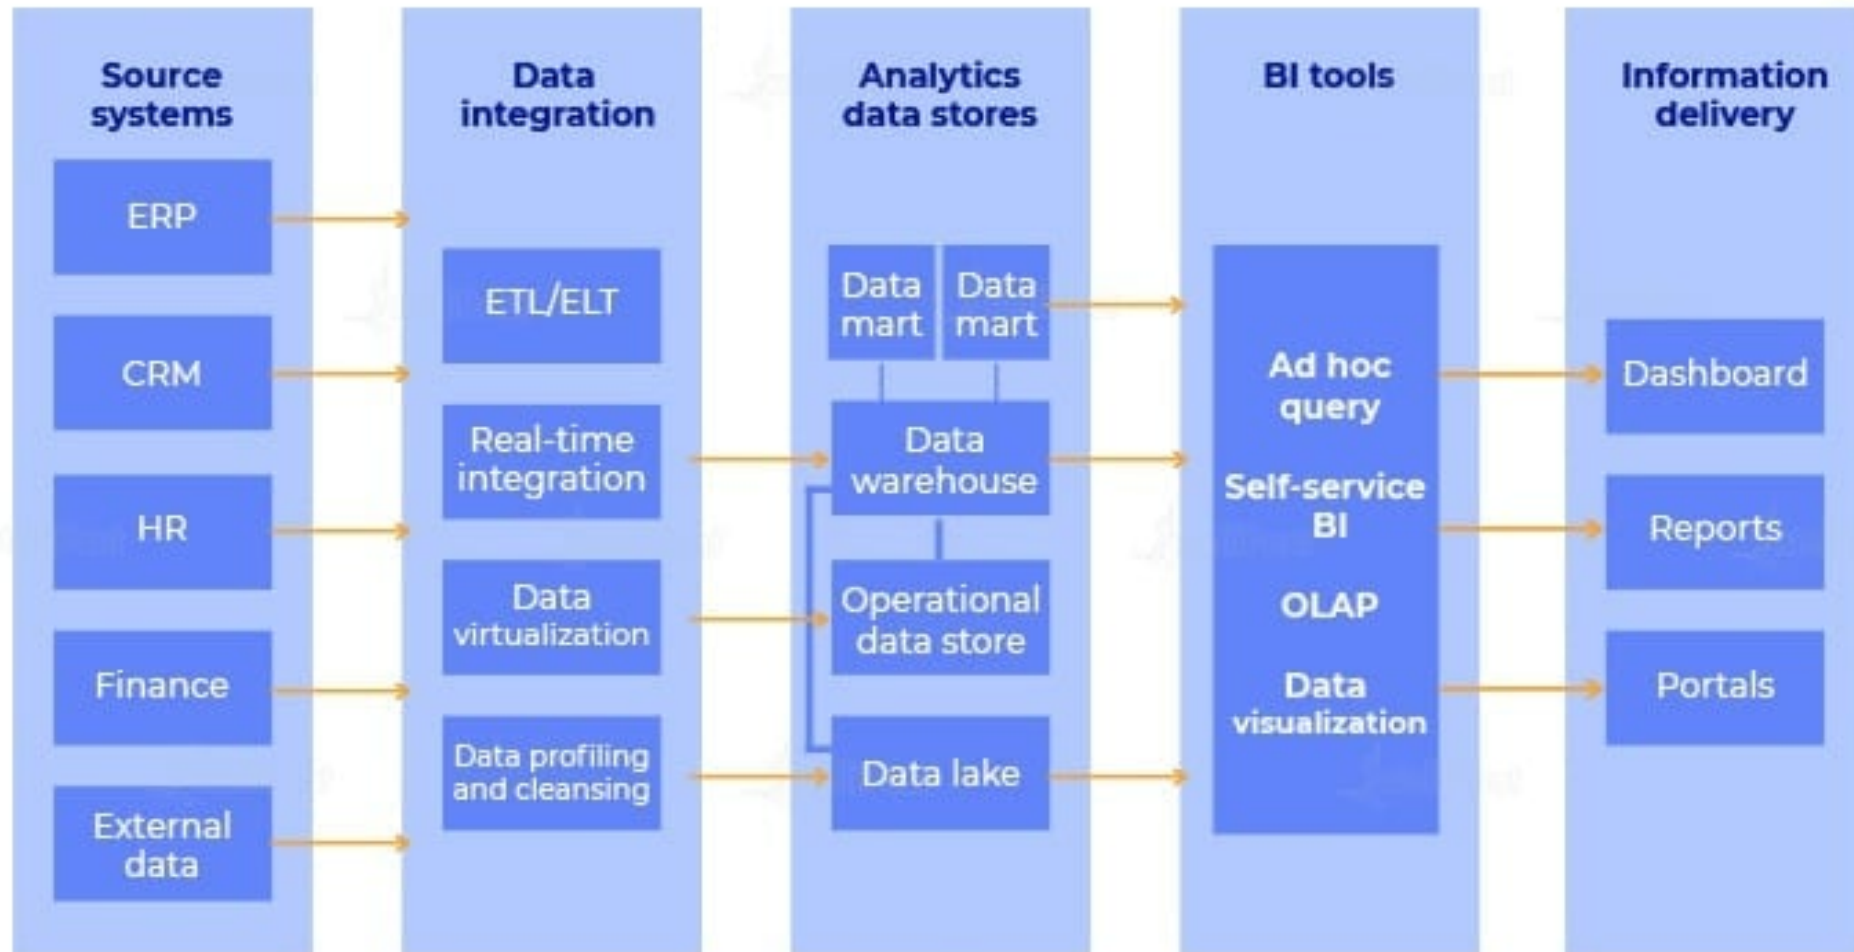 Source
systems
ERP
CRM
HR
Finance
External
data
Data
integration
ETL/ELT
Real-time
integration
Data
virtualization
Data profiling
and cleansing
Analytics
data stores
Data
mart
Data
mart
Data
warehouse
Operational
data store
Data lake
BI tools
Ad hoc
query
Self-service
BI
OLAP
Data
visualization
Information
delivery
Dashboard
Reports
Portals